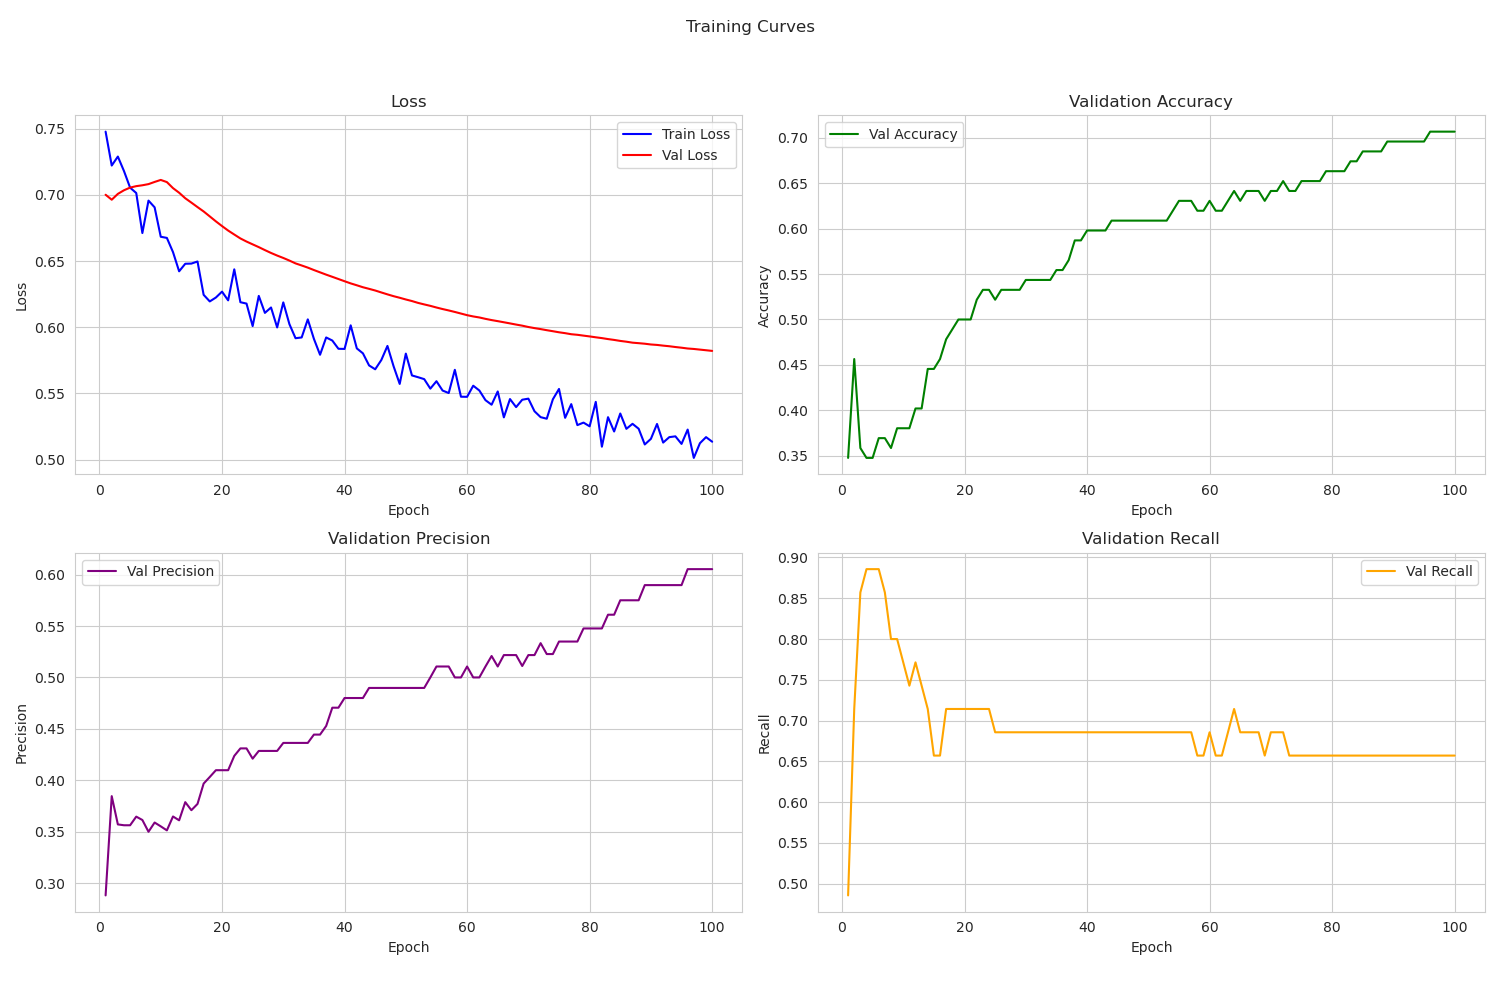 Training Curves
Loss
0.75
0.70
0.65
0.60
0.55
0.50
Loss
Train Loss
Val Loss
0 20 40 60 80 100
Epoch
Validation Accuracy
0.70
0.65
0.60
0.55
0.50
0.45
0.40
0.35
Accuracy
Val Accuracy
0 20 40 60 80 100
Epoch
Validation Precision
0.60
0.55
0.50
0.45
0.40
0.35
0.30
Precision
Val Precision
0 20 40 60 80 100
Epoch
Validation Recall
0.90
0.85
0.80
0.75
0.70
0.65
0.60
0.55
0.50
Recall
Val Recall
0 20 40 60 80 100
Epoch